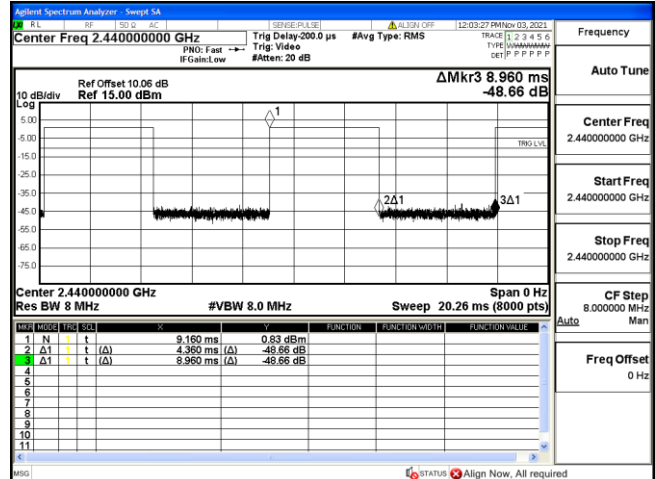 Agilent Spectrum Analyzer - Swept SA
RL RF 50 Ω AC SENSE:PULSE ALIGN OFF 12:03:27 PM Nov 03, 2021
Center Freq 2.440000000 GHz
PNO: Fast
IFGain:Low
Trig Delay-200.0 µs
Trig: Video
#Atten: 20 dB
#Avg Type: RMS
TRACE 1 2 3 4 5 6
TYPE
DET P P P P P P
Ref Offset 10.06 dB
10 dB/div Ref 15.00 dBm
Log
ΔMkr3 8.960 ms
-48.66 dB
5.00
-5.00
-15.0
-25.0
-35.0
-45.0
-55.0
-65.0
-75.0
1
TRIG LVL
2Δ1
3Δ1
Center 2.440000000 GHz Span 0 Hz
Res BW 8 MHz #VBW 8.0 MHz Sweep 20.26 ms (8000 pts)
MKR MODE TRC SCL X Y FUNCTION FUNCTION WIDTH FUNCTION VALUE
1 N 1 t 9.160 ms 0.83 dBm
2 Δ1 1 t (Δ) 4.360 ms (Δ) -48.66 dB
3 Δ1 1 t (Δ) 8.960 ms (Δ) -48.66 dB
4
5
6
7
8
9
10
11
MSG STATUS Align Now, All required
Frequency
Auto Tune
Center Freq
2.440000000 GHz
Start Freq
2.440000000 GHz
Stop Freq
2.440000000 GHz
CF Step
8.000000 MHz
Auto Man
Freq Offset
0 Hz